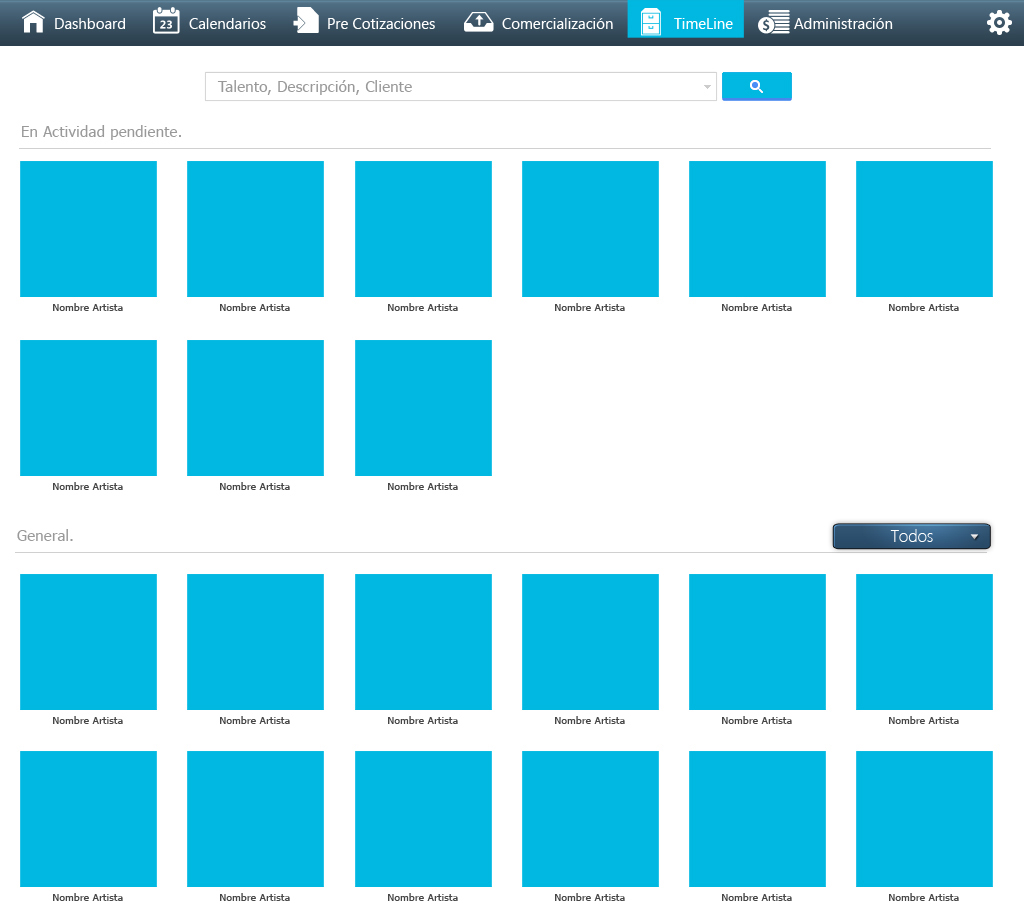 Dashboard 23 Calendarios Pre Cotizaciones Comercialización TimeLine $ Administración
Talento, Descripción, Cliente
En Actividad pendiente.
Nombre Artista Nombre Artista Nombre Artista Nombre Artista Nombre Artista Nombre Artista
Nombre Artista Nombre Artista Nombre Artista
General. Todos
Nombre Artista Nombre Artista Nombre Artista Nombre Artista Nombre Artista Nombre Artista
Nombre Artista Nombre Artista Nombre Artista Nombre Artista Nombre Artista Nombre Artista